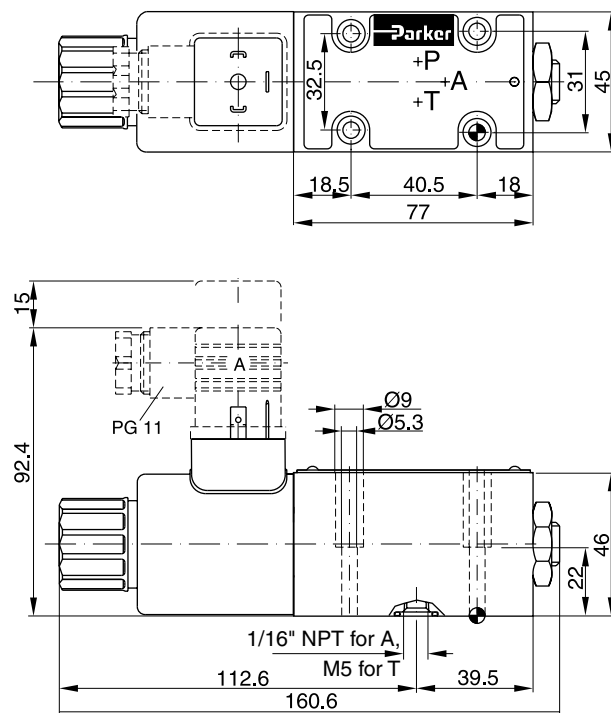 Parker
P
A
T
32.5
31
45
18.5
40.5
18
77
15
A
PG 11
92.4
Ø9
Ø5.3
46
22
1/16" NPT for A,
M5 for T
112.6
39.5
160.6